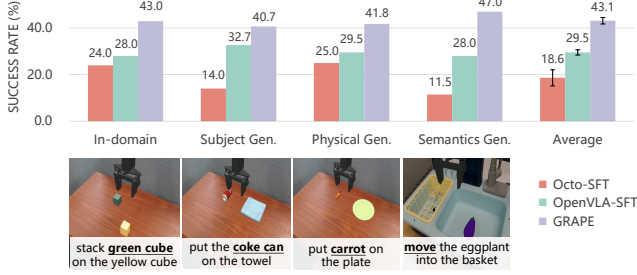 SUCCESS RATE (%)
40.0
20.0
0.0
24.0 28.0 43.0
14.0 32.7 40.7
25.0 29.5 41.8
11.5 28.0 47.0
18.6 29.5 43.1
In-domain
Subject Gen.
Physical Gen.
Semantics Gen.
Average
stack green cube
on the yellow cube
put the coke can
on the towel
put carrot on
the plate
move the eggplant
into the basket
Octo-SFT
OpenVLA-SFT
GRAPE